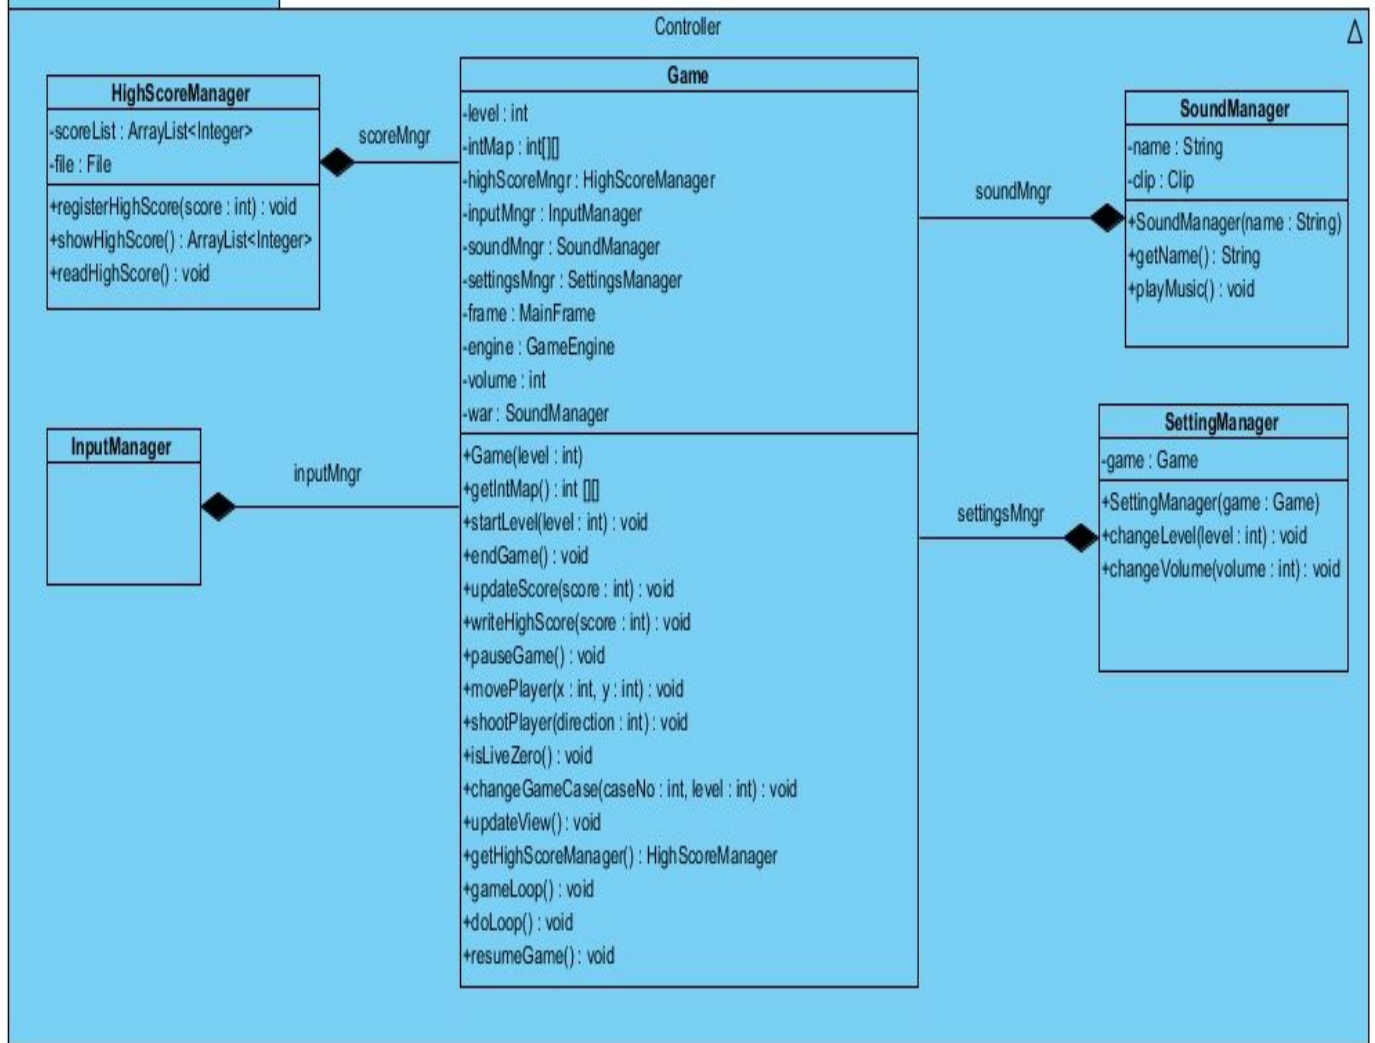 Controller
HighScoreManager
-scoreList : ArrayList<Integer>
-file : File
+registerHighScore(score : int) : void
+showHighScore() : ArrayList<Integer>
+readHighScore() : void
scoreMngr
Game
-level : int
-intMap : int[][]
-highScoreMngr : HighScoreManager
-inputMngr : InputManager
-soundMngr : SoundManager
-settingsMngr : SettingsManager
-frame : MainFrame
-engine : GameEngine
-volume : int
-war : SoundManager
+Game(level : int)
+getIntMap() : int [][]
+startLevel(level : int) : void
+endGame() : void
+updateScore(score : int) : void
+writeHighScore(score : int) : void
+pauseGame() : void
+movePlayer(x : int, y : int) : void
+shootPlayer(direction : int) : void
+isLiveZero() : void
+changeGameCase(caseNo : int, level : int) : void
+updateView() : void
+getHighScoreManager() : HighScoreManager
+gameLoop() : void
+doLoop() : void
+resumeGame() : void
soundMngr
SoundManager
-name : String
-clip : Clip
+SoundManager(name : String)
+getName() : String
+playMusic() : void
InputManager
inputMngr
settingsMngr
SettingManager
-game : Game
+SettingManager(game : Game)
+changeLevel(level : int) : void
+changeVolume(volume : int) : void